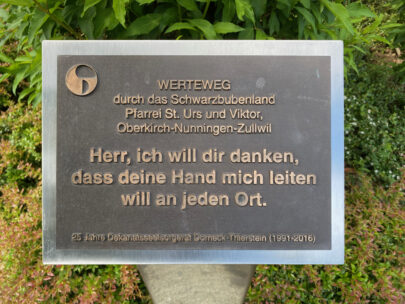 WERTEWEG
durch das Schwarzbubenland
Pfarrei St. Urs und Viktor,
Oberkirch-Nunningen-Zullwil
Herr, ich will dir danken,
dass deine Hand mich leiten
will an jeden Ort.
25 Jahre Dekanatsseelsorge Dorneck-Thierstein (1991-2016)